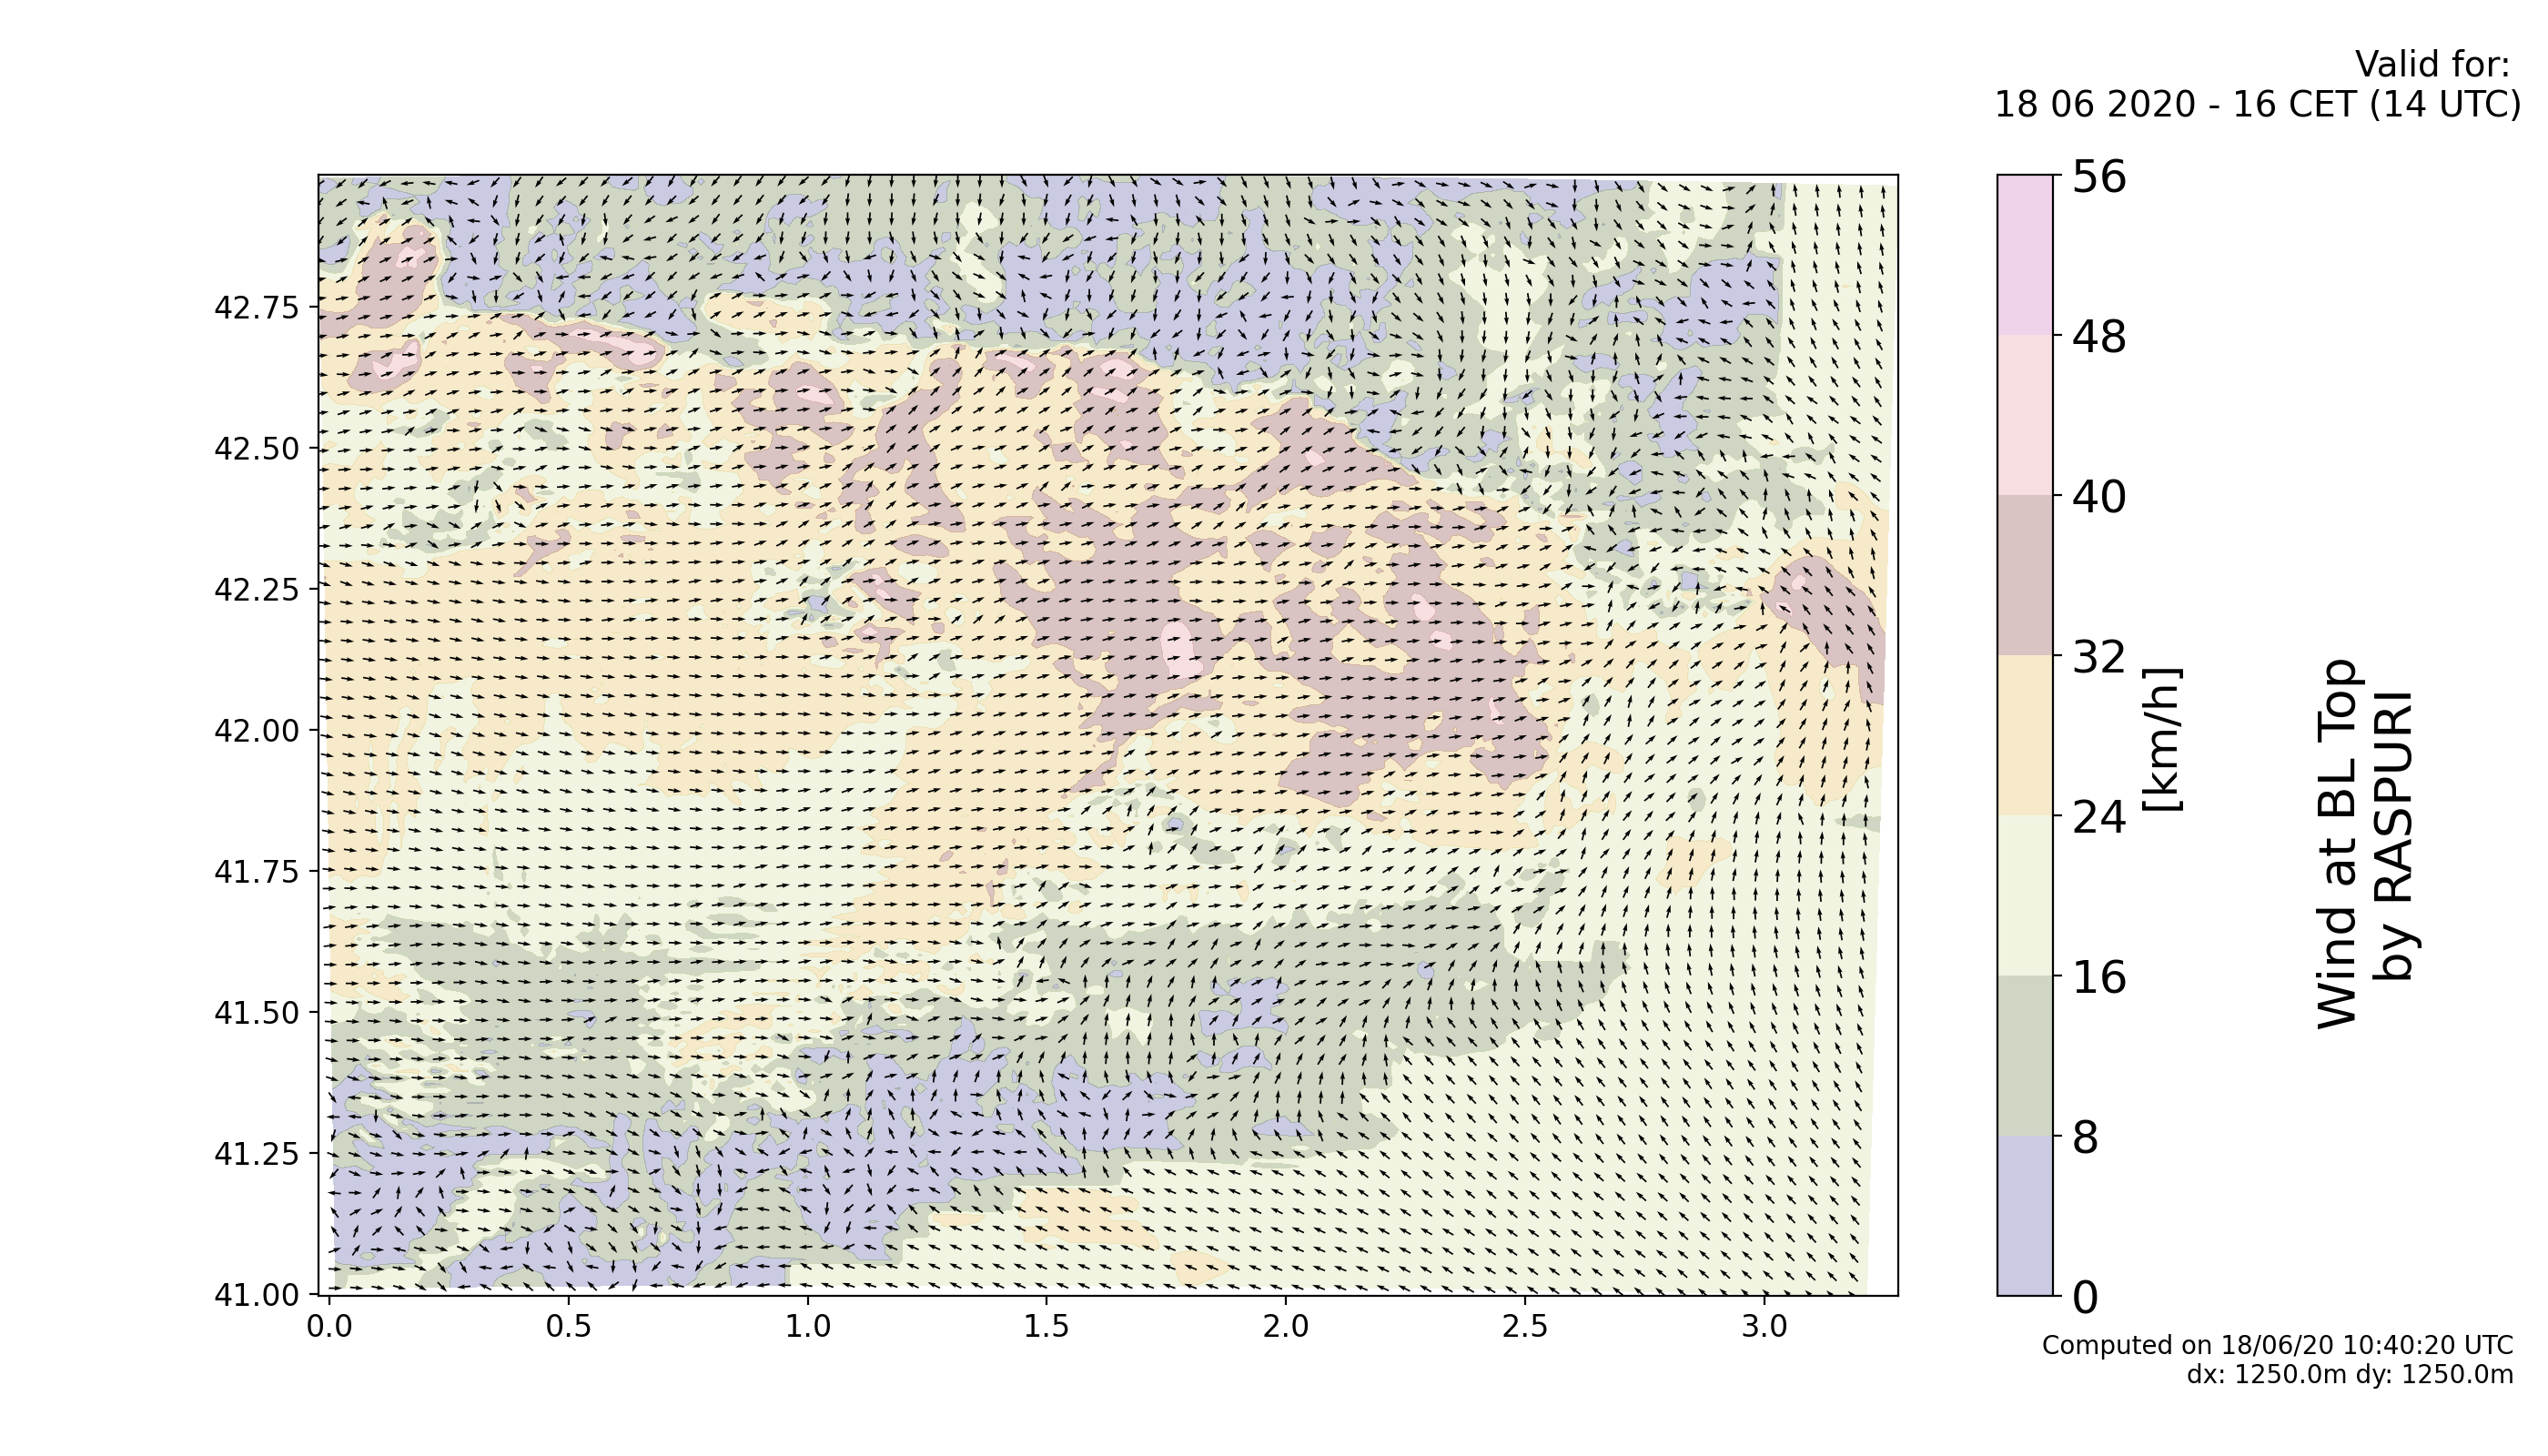 Valid for:
18 06 2020 - 16 CET (14 UTC)
42.75
42.50
42.25
42.00
41.75
41.50
41.25
41.00
0.0 0.5 1.0 1.5 2.0 2.5 3.0
56
48
40
32
24
16
8
0
[km/h]
Wind at BL Top
by RASPURI
Computed on 18/06/20 10:40:20 UTC
dx: 1250.0m dy: 1250.0m